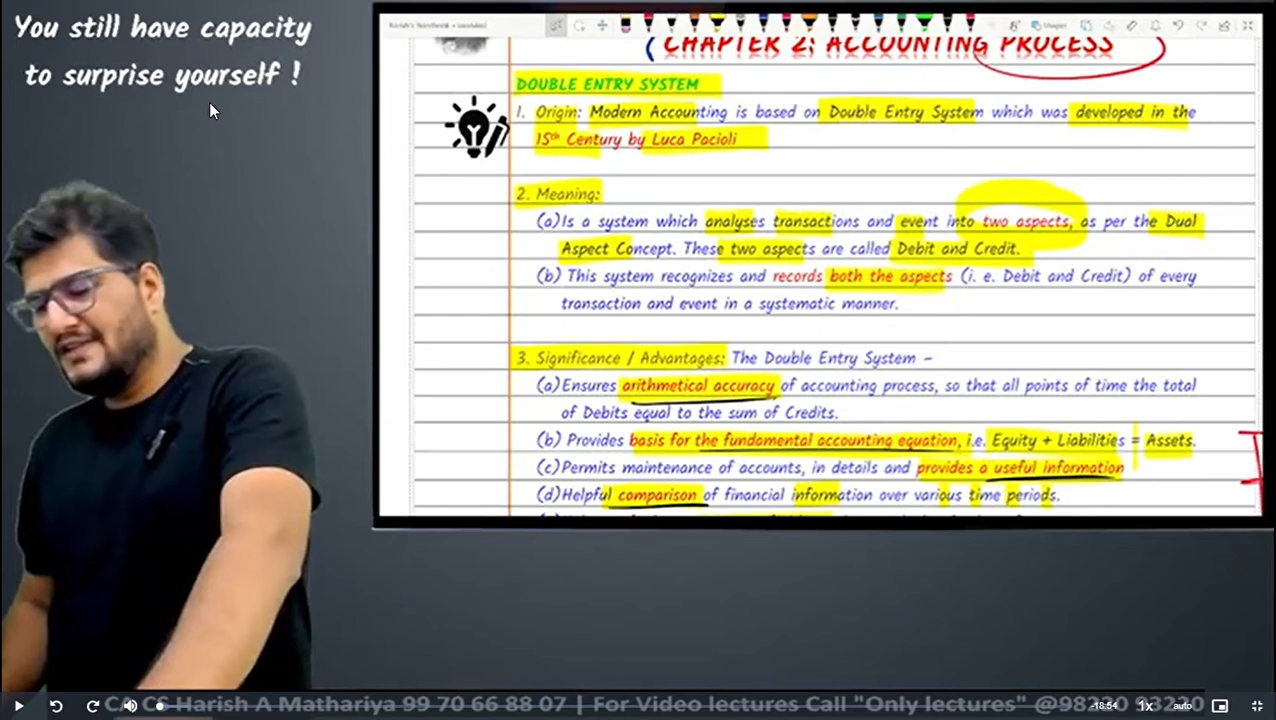 You still have capacity
to surprise yourself !
CHAPTER 2: ACCOUNTING PROCESS
DOUBLE ENTRY SYSTEM
1. Origin: Modern Accounting is based on Double Entry System which was developed in the
15th Century by Luca Pacioli
2. Meaning:
(a) Is a system which analyses transactions and event into two aspects, as per the Dual
Aspect Concept. These two aspects are called Debit and Credit.
(b) This system recognizes and records both the aspects (i. e. Debit and Credit) of every
transaction and event in a systematic manner.
3. Significance / Advantages: The Double Entry System –
(a) Ensures arithmetical accuracy of accounting process, so that all points of time the total
of Debits equal to the sum of Credits.
(b) Provides basis for the fundamental accounting equation, i.e. Equity + Liabilities = Assets.
(c) Permits maintenance of accounts, in details and provides a useful information
(d) Helpful comparison of financial information over various time periods.
CA CS Harish A Mathariya 99 70 66 88 07 | For Video lectures Call "Only lectures" @98220 93220
-18:54 1x auto